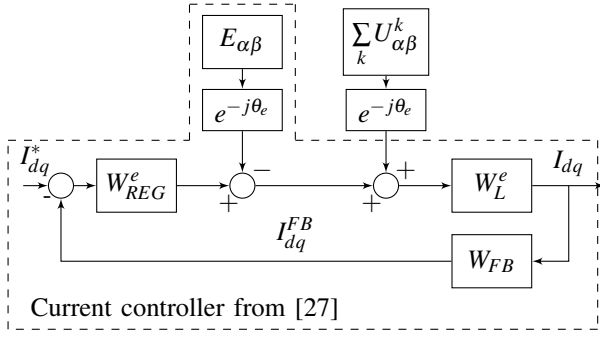 E_{αβ}
∑_k U^k_{αβ}
e^{-jθ_e}
e^{-jθ_e}
I^*_{dq}
-
W^e_{REG}
+
−
+
+
W^e_L
I_{dq}
I^{FB}_{dq}
W_{FB}
Current controller from [27]